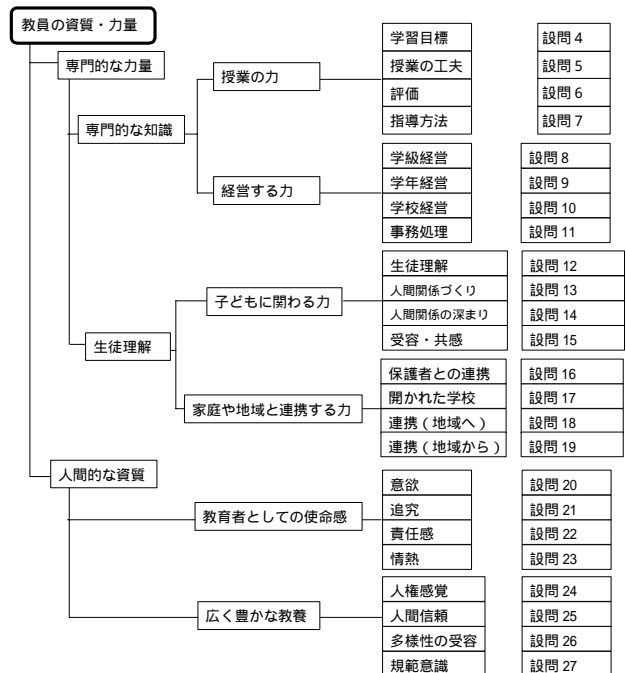 教員の資質・力量
専門的な力量
専門的な知識
授業の力
学習目標 設問 4
授業の工夫 設問 5
評価 設問 6
指導方法 設問 7
経営する力
学級経営 設問 8
学年経営 設問 9
学校経営 設問 10
事務処理 設問 11
生徒理解
子どもに関わる力
生徒理解 設問 12
人間関係づくり 設問 13
人間関係の深まり 設問 14
受容・共感 設問 15
家庭や地域と連携する力
保護者との連携 設問 16
開かれた学校 設問 17
連携（地域へ） 設問 18
連携（地域から） 設問 19
人間的な資質
教育者としての使命感
意欲 設問 20
追究 設問 21
責任感 設問 22
情熱 設問 23
広く豊かな教養
人権感覚 設問 24
人間信頼 設問 25
多様性の受容 設問 26
規範意識 設問 27